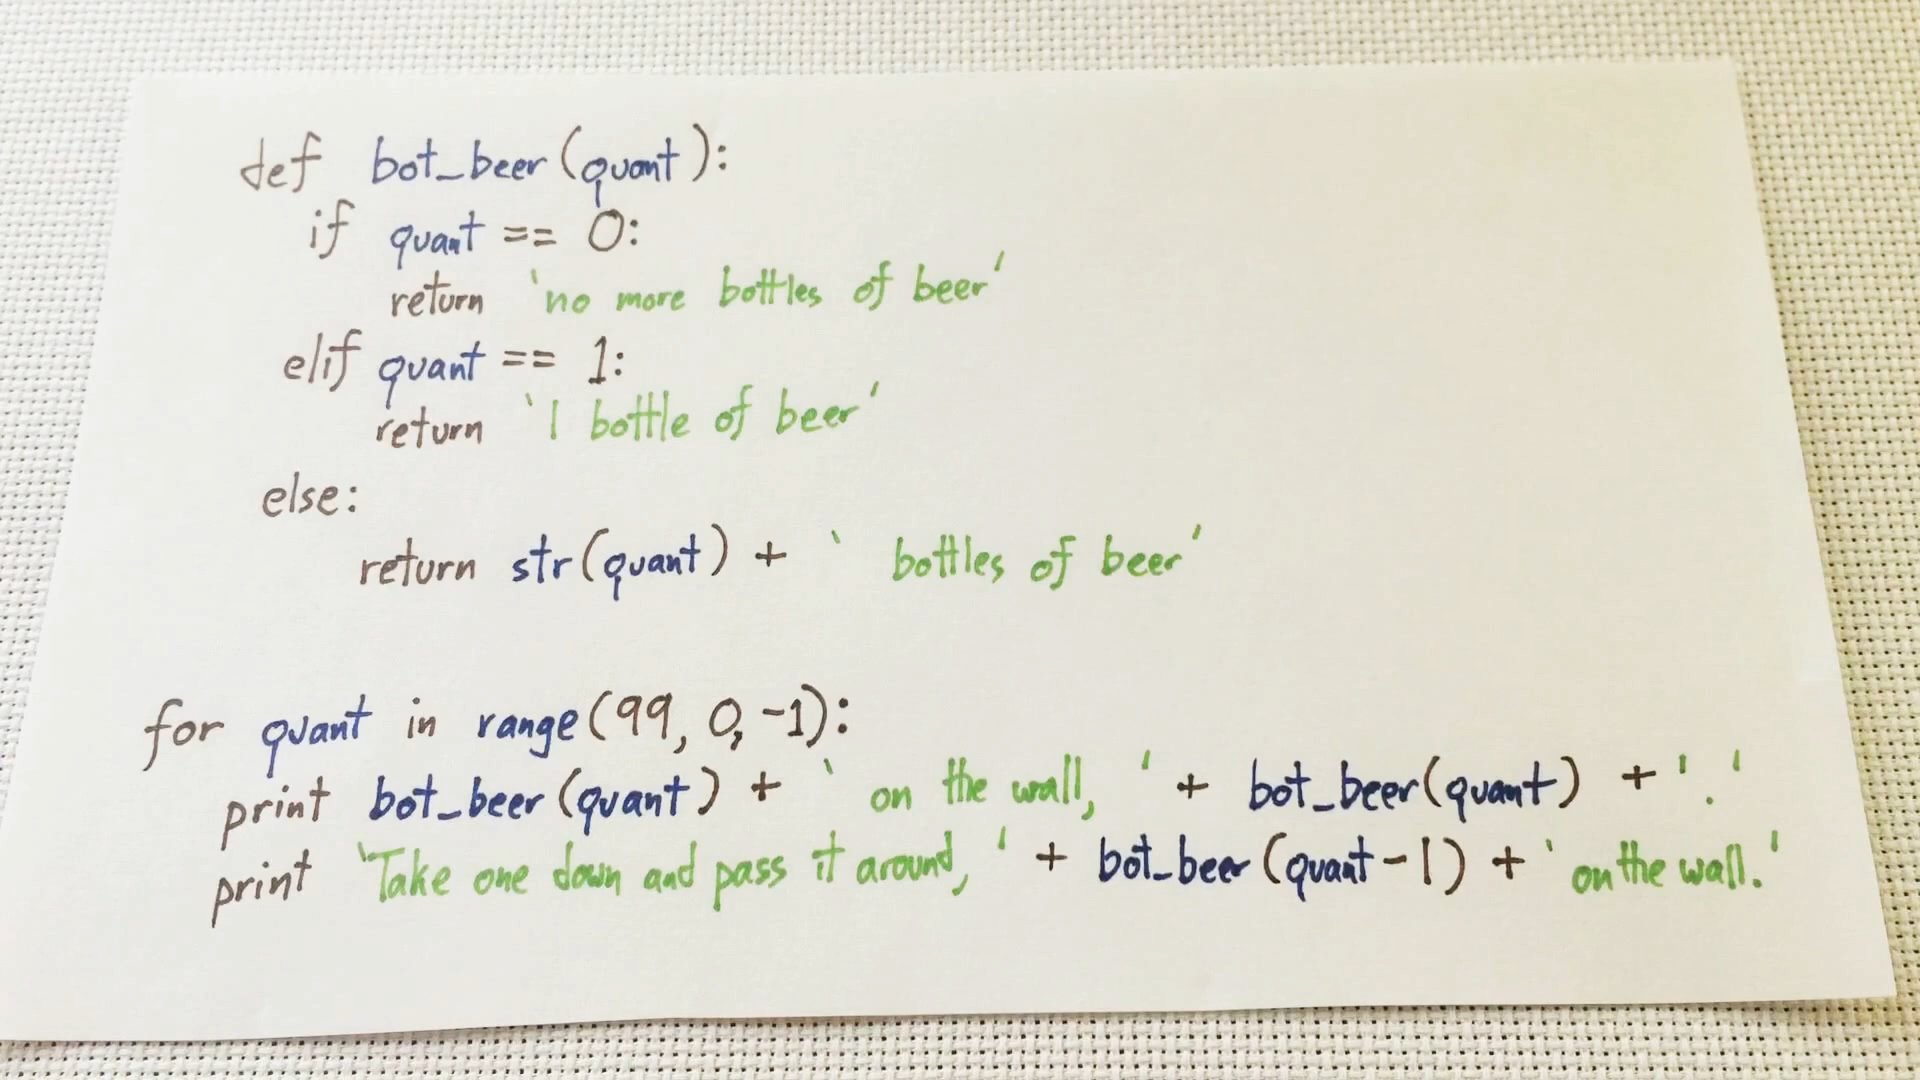 def bot_beer(quant):
if quant == 0:
return 'no more bottles of beer'
elif quant == 1:
return '1 bottle of beer'
else:
return str(quant) + ' bottles of beer'
for quant in range(99, 0, -1):
print bot_beer(quant) + ' on the wall, ' + bot_beer(quant) + '.'
print 'Take one down and pass it around, ' + bot_beer(quant-1) + ' on the wall.'